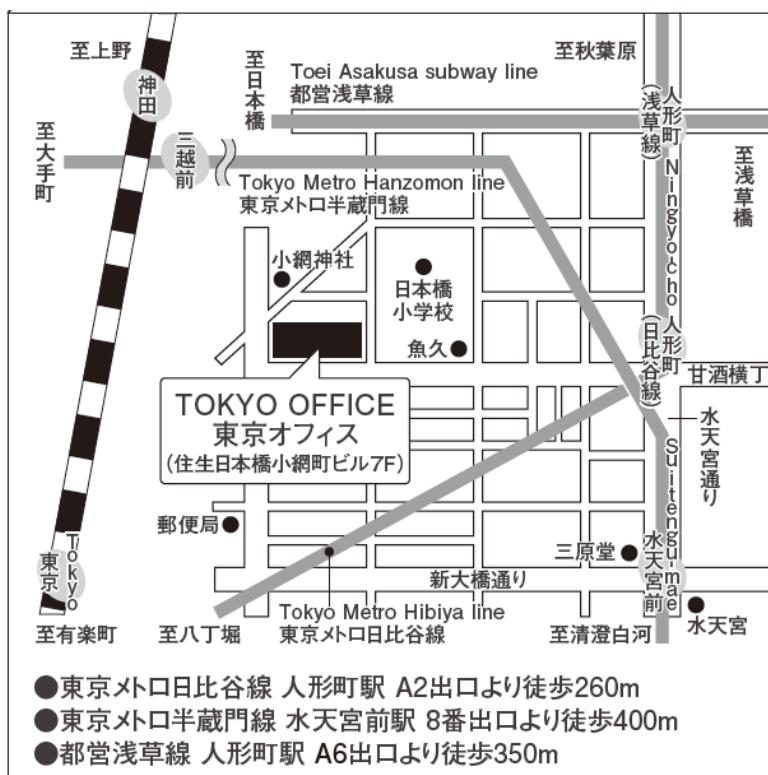 至上野
神田
至日本橋
Toei Asakusa subway line
都営浅草線
至秋葉原
人形町
(浅草線)
至大手町
三越前
Tokyo Metro Hanzomon line
東京メトロ半蔵門線
Ningyocho
至浅草橋
小網神社
日本橋
小学校
魚久
人形町
(日比谷線)
甘酒横丁
TOKYO OFFICE
東京オフィス
(住生日本橋小網町ビル7F)
水天宮通り
Suitengu-mae
水天宮前
郵便局
三原堂
新大橋通り
東京
Tokyo
Tokyo Metro Hibiya line
東京メトロ日比谷線
水天宮
至有楽町
至八丁堀
至清澄白河
●東京メトロ日比谷線 人形町駅 A2出口より徒歩260m
●東京メトロ半蔵門線 水天宮前駅 8番出口より徒歩400m
●都営浅草線 人形町駅 A6出口より徒歩350m